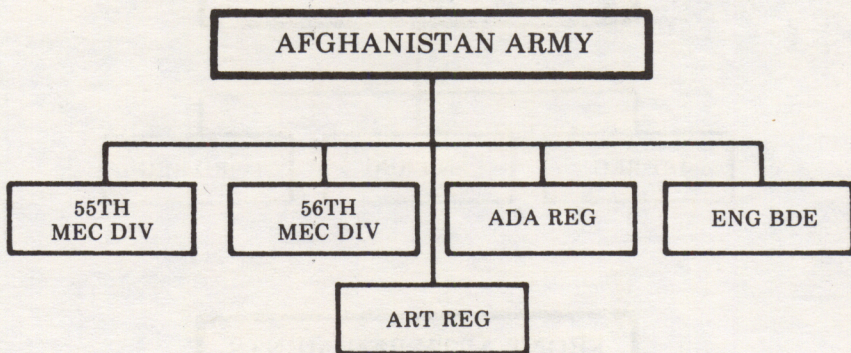 AFGHANISTAN ARMY
55TH
MEC DIV
56TH
MEC DIV
ADA REG
ENG BDE
ART REG